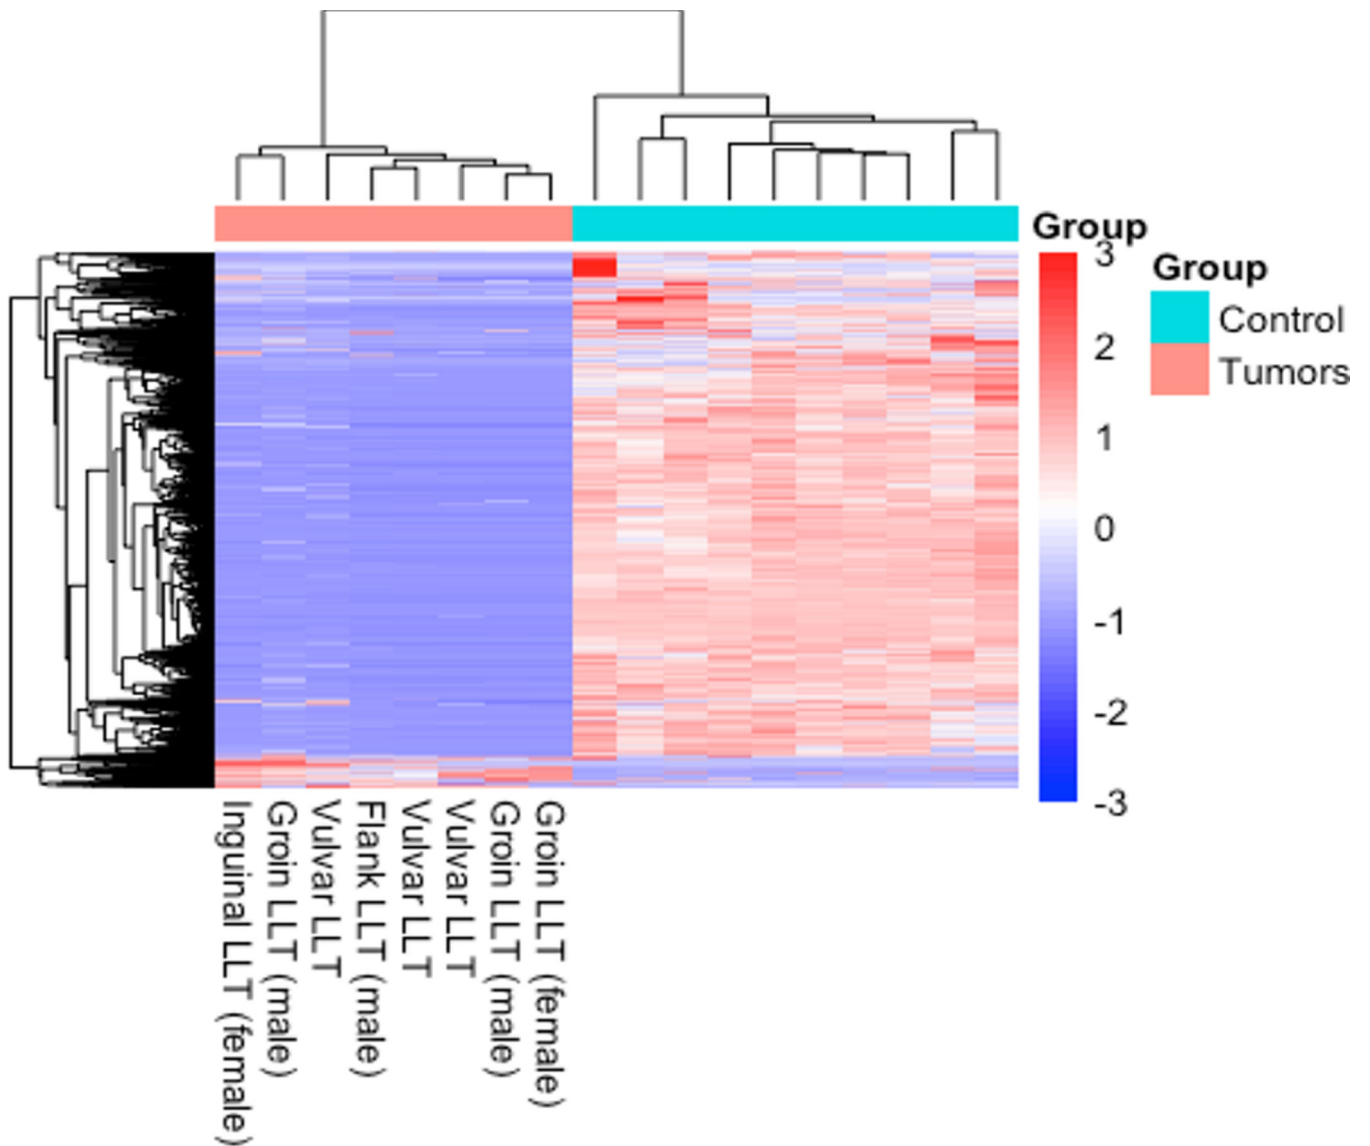 Group
3
2
1
0
-1
-2
-3
Group
Control
Tumors
Inguinal LLT (female)
Groin LLT (male)
Vulvar LLT
Flank LLT (male)
Vulvar LLT
Vulvar LLT
Groin LLT (male)
Groin LLT (female)